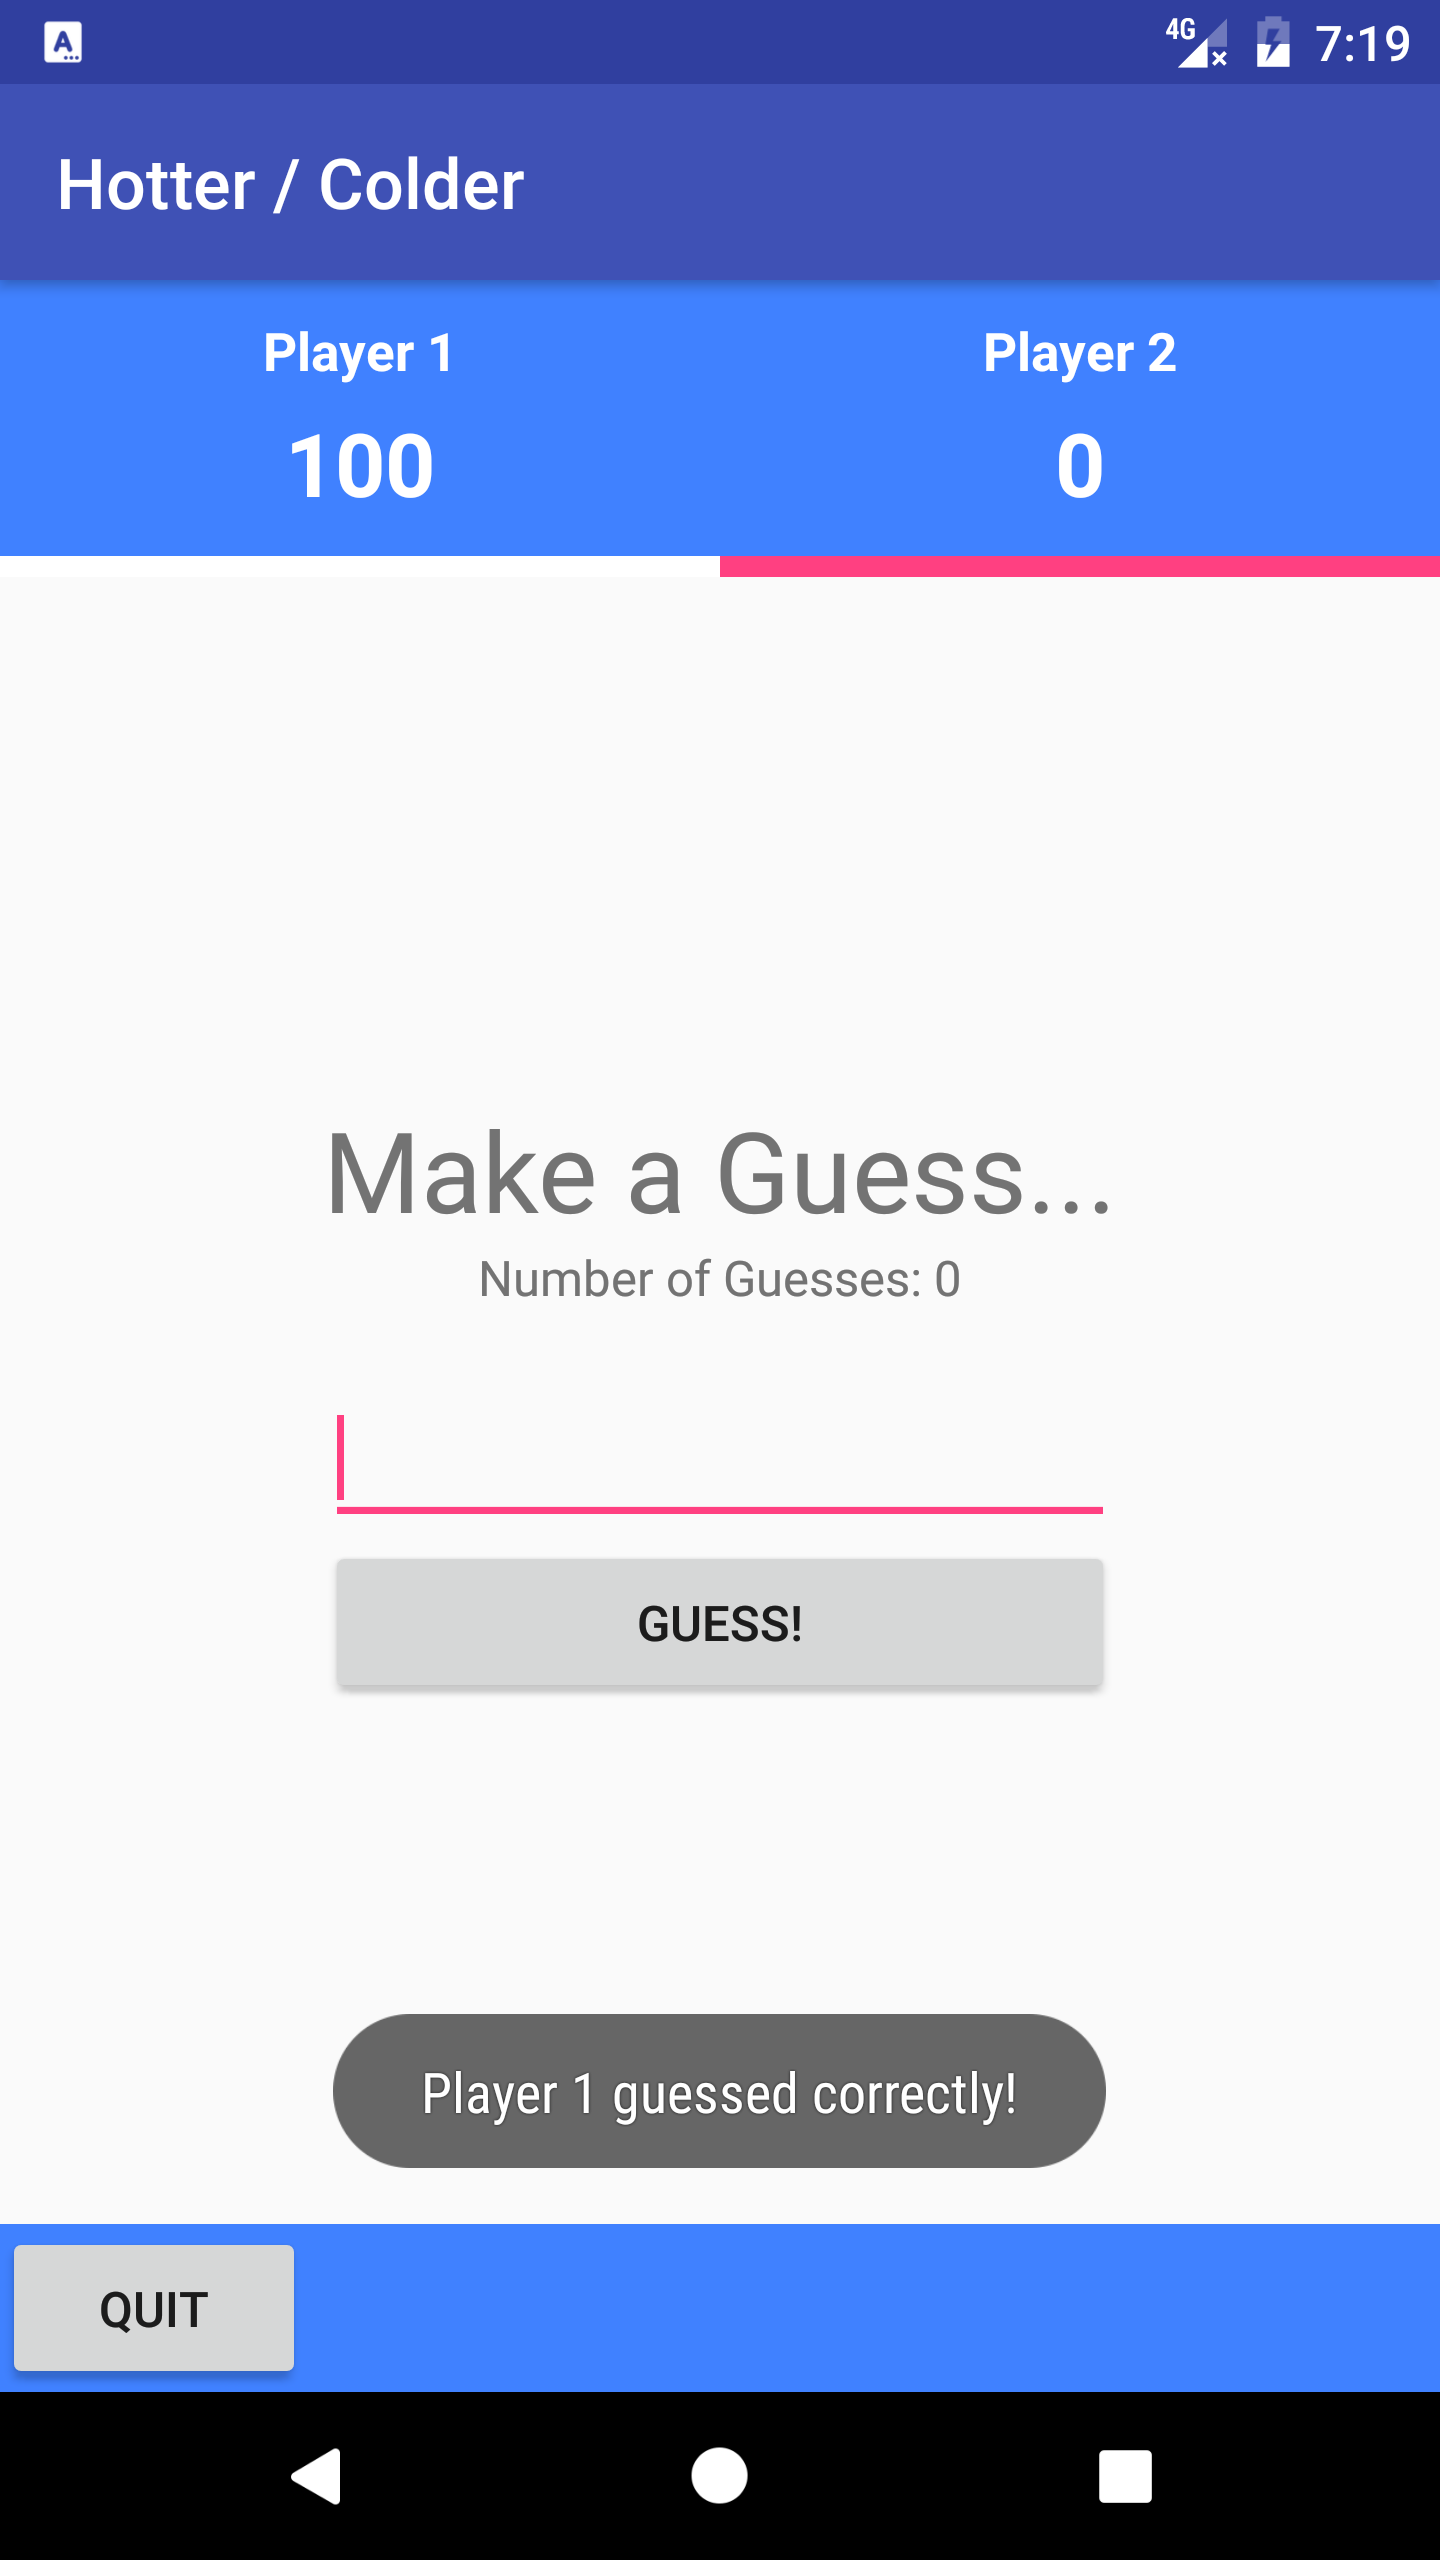 A
4G 7:19
Hotter / Colder
Player 1 Player 2
100 0
Make a Guess...
Number of Guesses: 0
GUESS!
Player 1 guessed correctly!
QUIT